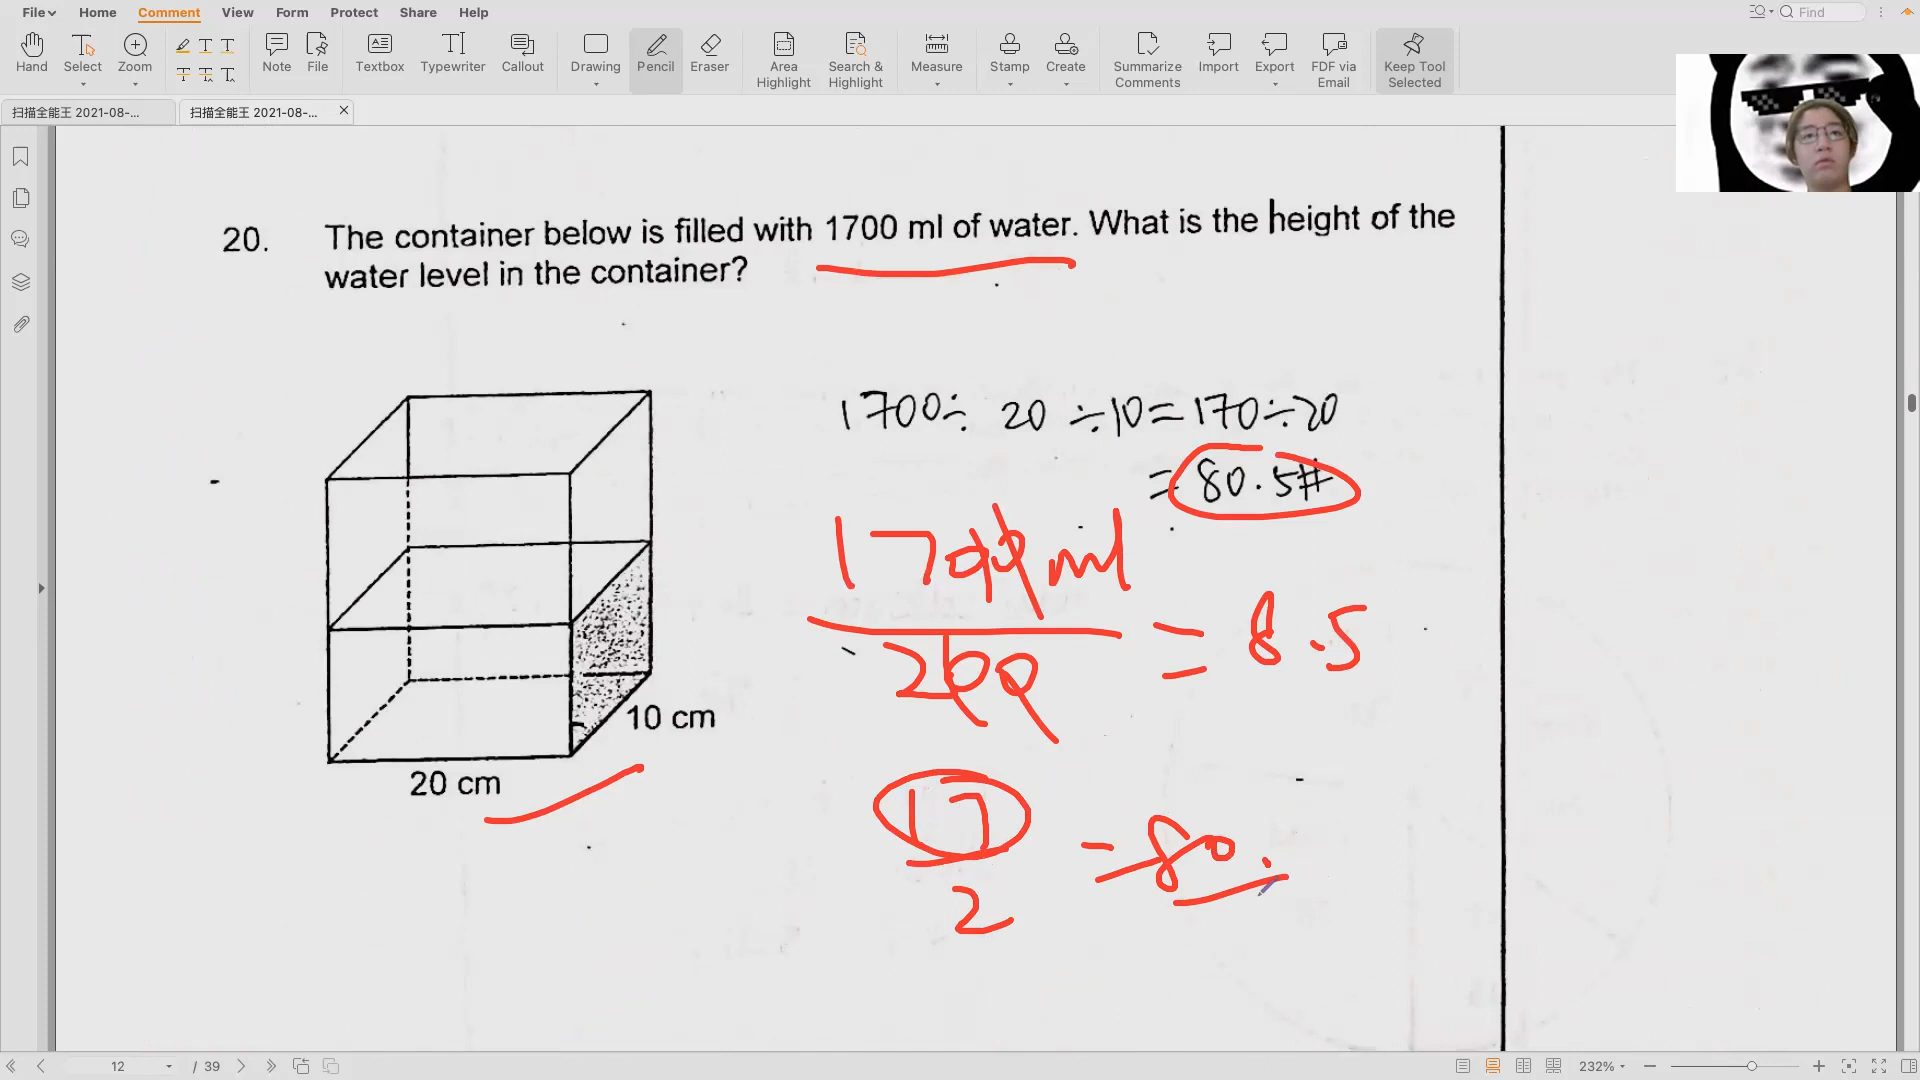 File Home Comment View Form Protect Share Help
Find
Hand Select Zoom Note File Textbox Typewriter Callout Drawing Pencil Eraser Area Highlight Search & Highlight Measure Stamp Create Summarize Comments Import Export FDF via Email Keep Tool Selected
扫描全能王 2021-08-... 扫描全能王 2021-08-...
20. The container below is filled with 1700 ml of water. What is the height of the
water level in the container?
1700÷ 20 ÷10=170÷20
= 80.5#
1700 ml
200
= 8.5
10 cm
20 cm
17
2
= 80.
12 / 39 232%